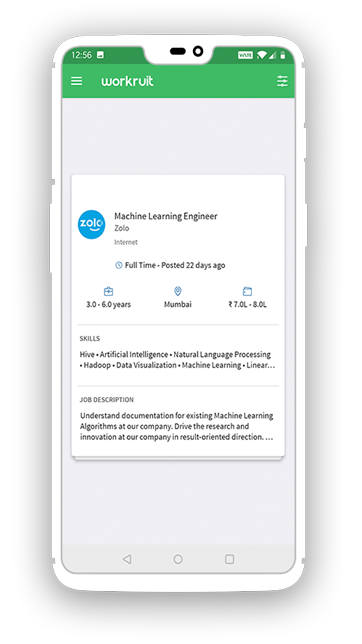 12:56 VoLTE
workruit
zolo
Machine Learning Engineer
Zolo
Internet
Full Time • Posted 22 days ago
3.0 - 6.0 years Mumbai ₹ 7.0L - 8.0L
SKILLS
Hive • Artificial Intelligence • Natural Language Processing
• Hadoop • Data Visualization • Machine Learning • Linear...
JOB DESCRIPTION
Understand documentation for existing Machine Learning
Algorithms at our company. Drive the research and
innovation at our company in result-oriented direction. ...